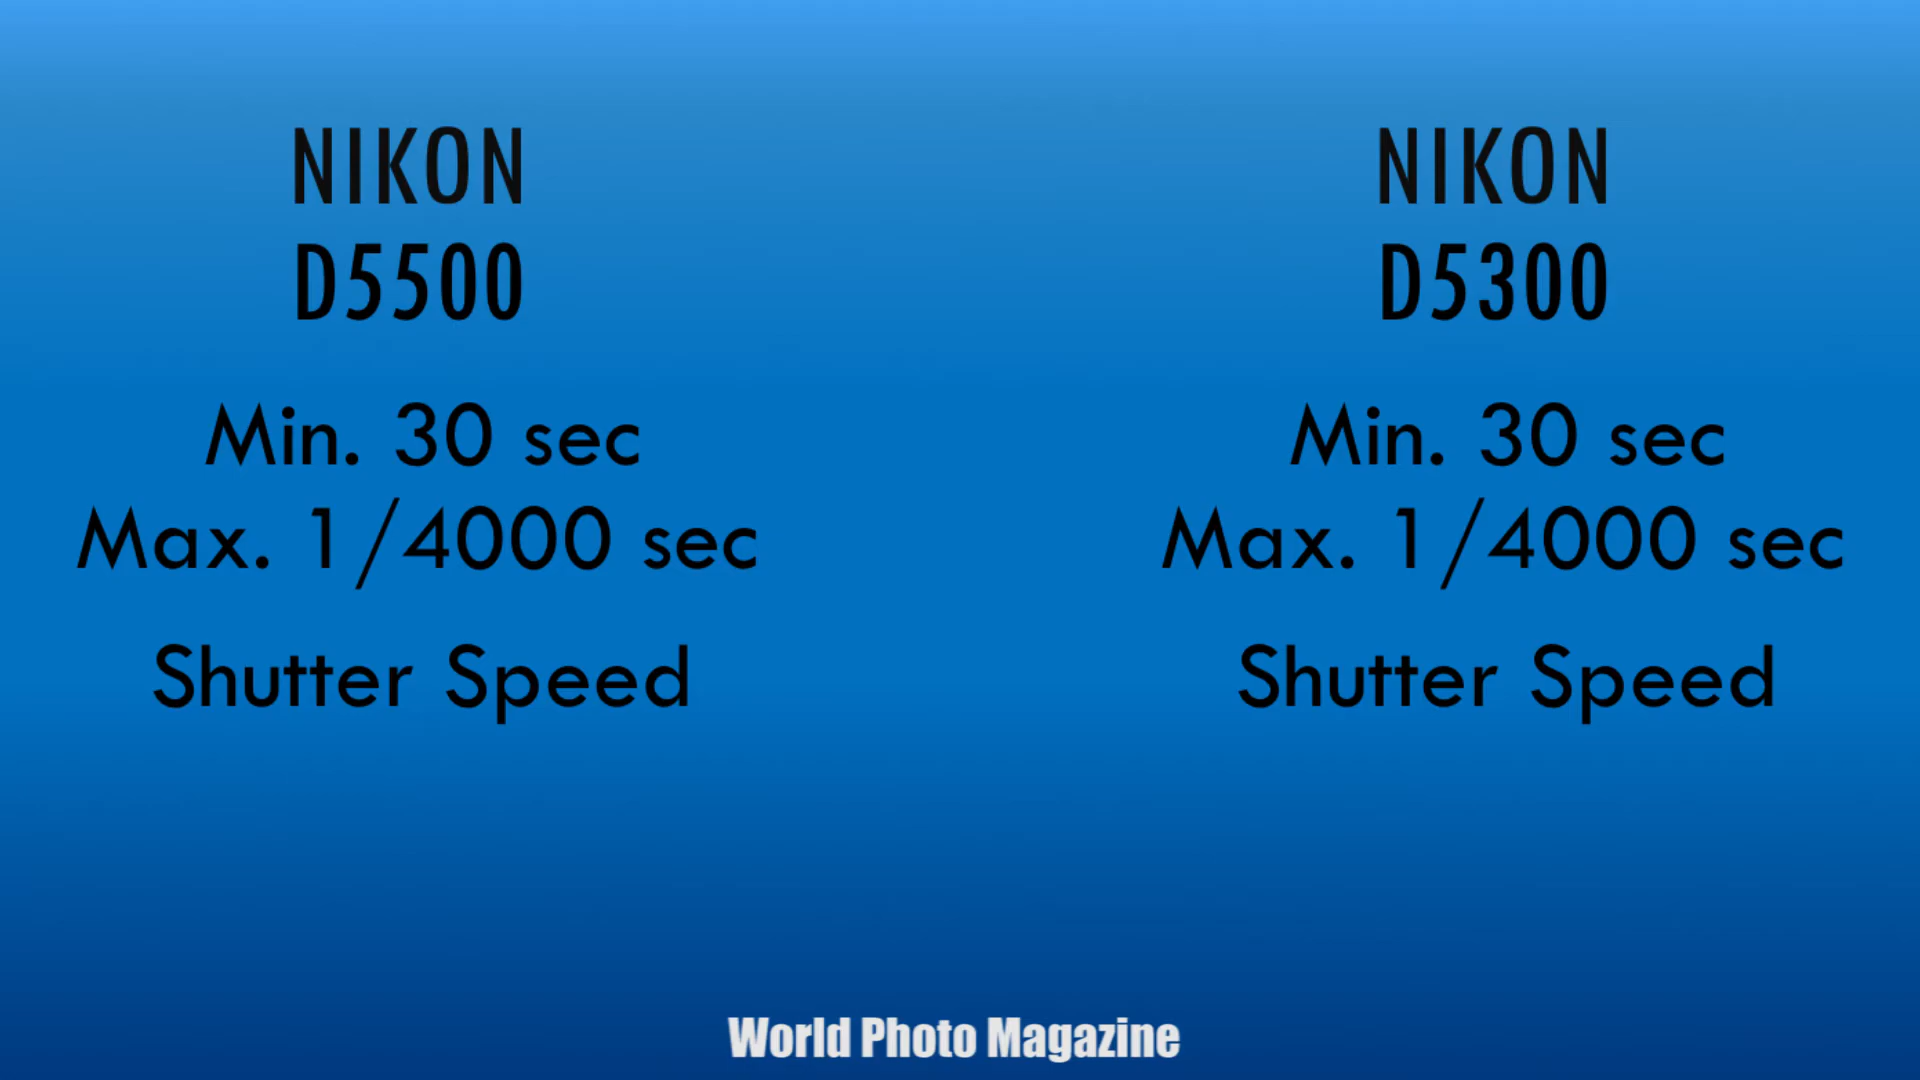 NIKON
D5500
Min. 30 sec
Max. 1/4000 sec
Shutter Speed
NIKON
D5300
Min. 30 sec
Max. 1/4000 sec
Shutter Speed
World Photo Magazine